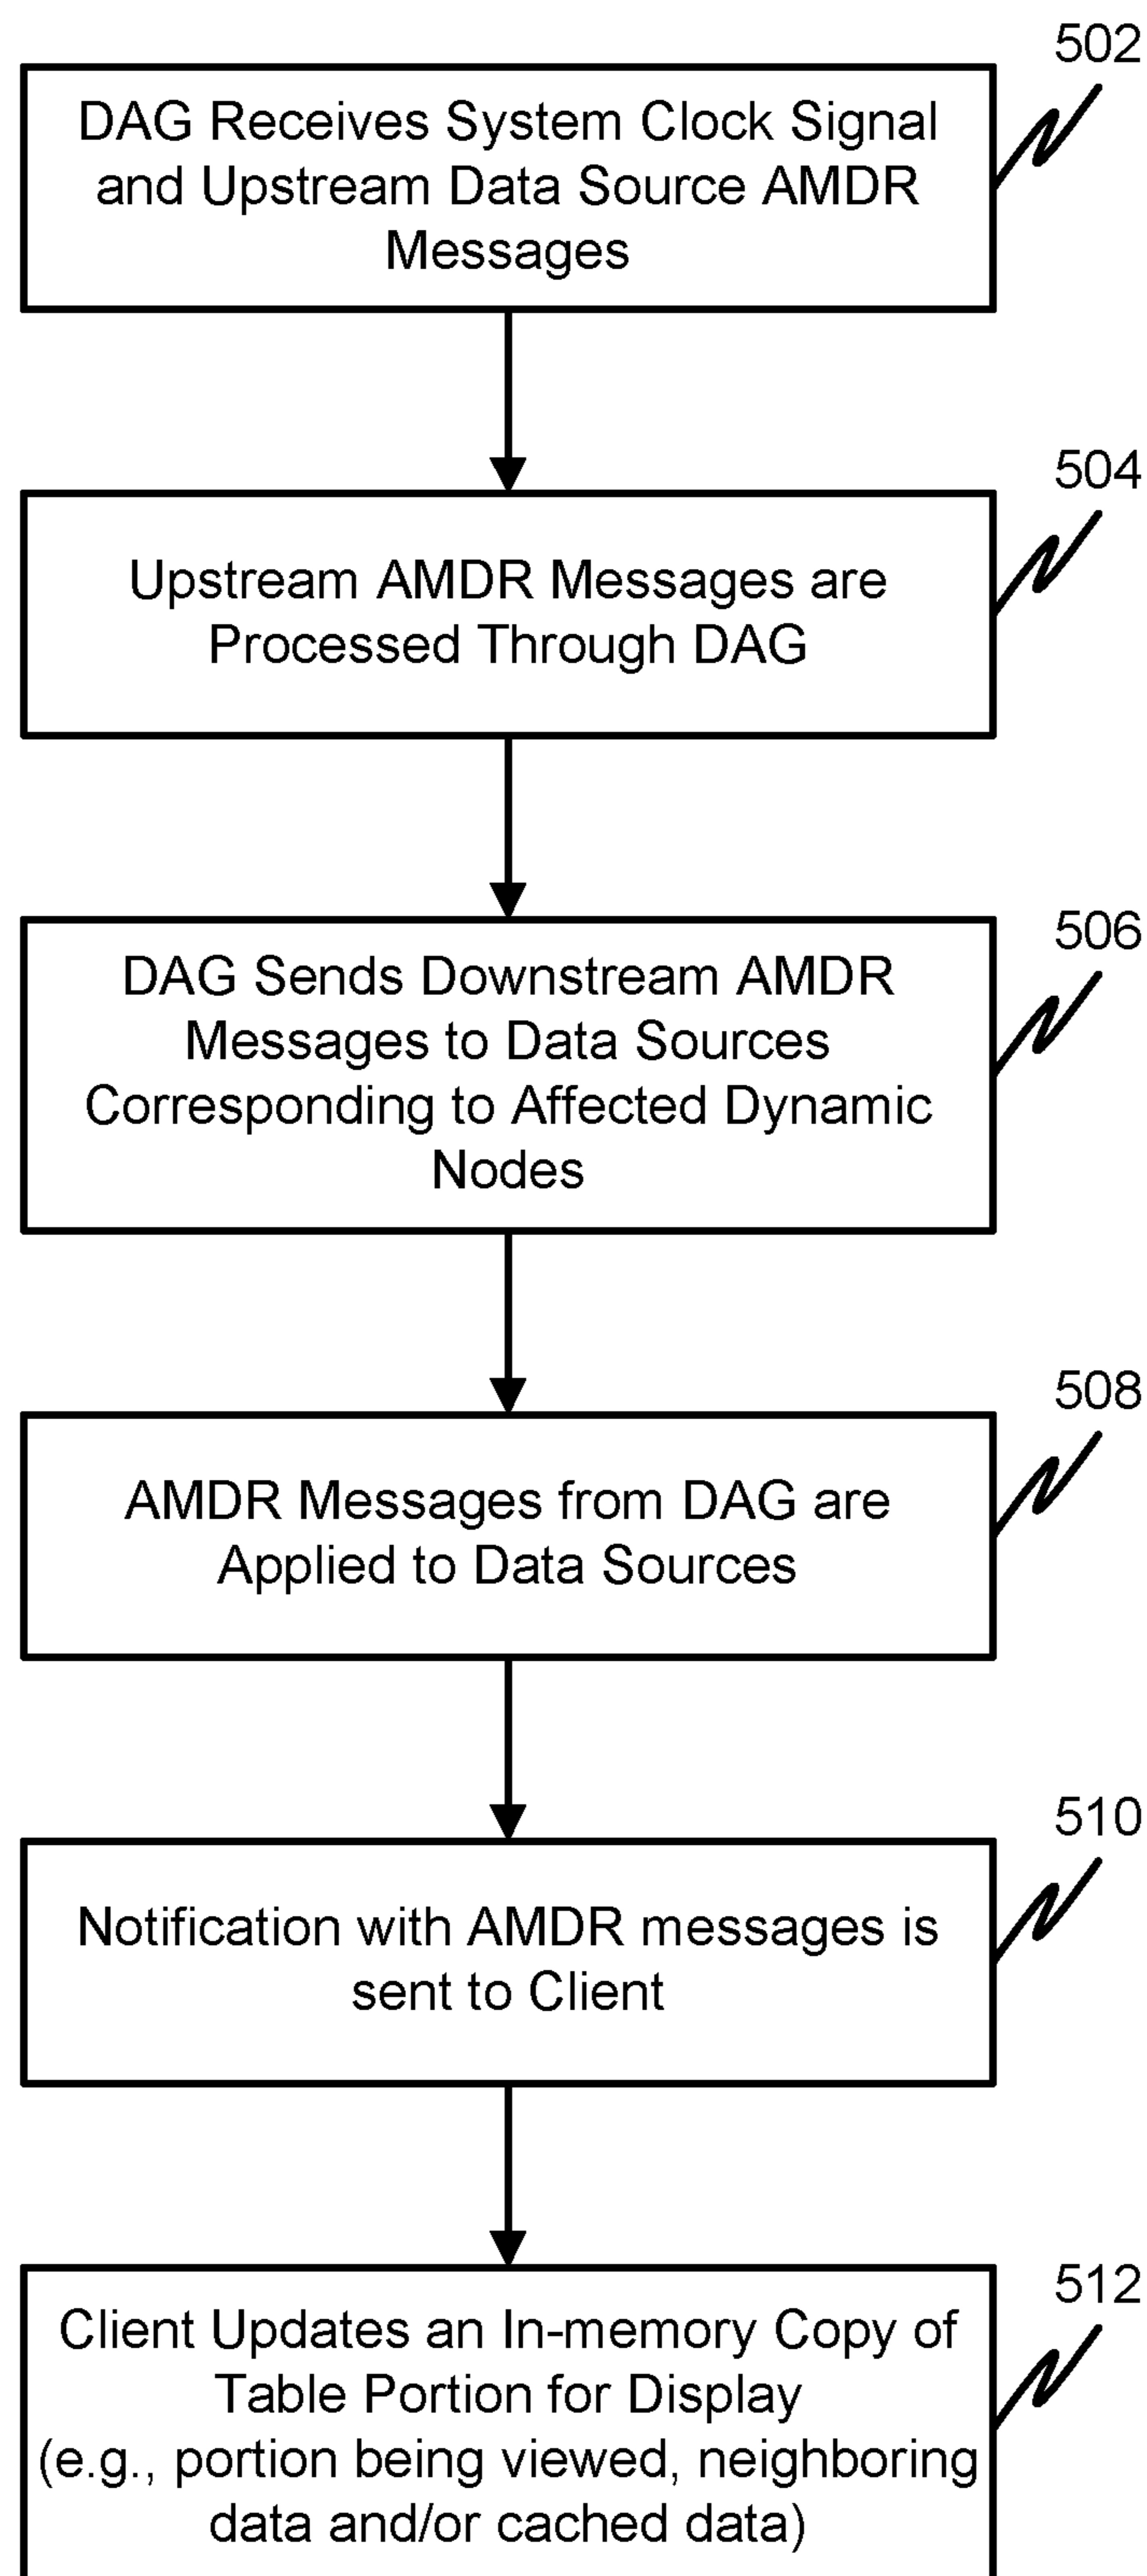 502
DAG Receives System Clock Signal
and Upstream Data Source AMDR
Messages
504
Upstream AMDR Messages are
Processed Through DAG
506
DAG Sends Downstream AMDR
Messages to Data Sources
Corresponding to Affected Dynamic
Nodes
508
AMDR Messages from DAG are
Applied to Data Sources
510
Notification with AMDR messages is
sent to Client
512
Client Updates an In-memory Copy of
Table Portion for Display
(e.g., portion being viewed, neighboring
data and/or cached data)